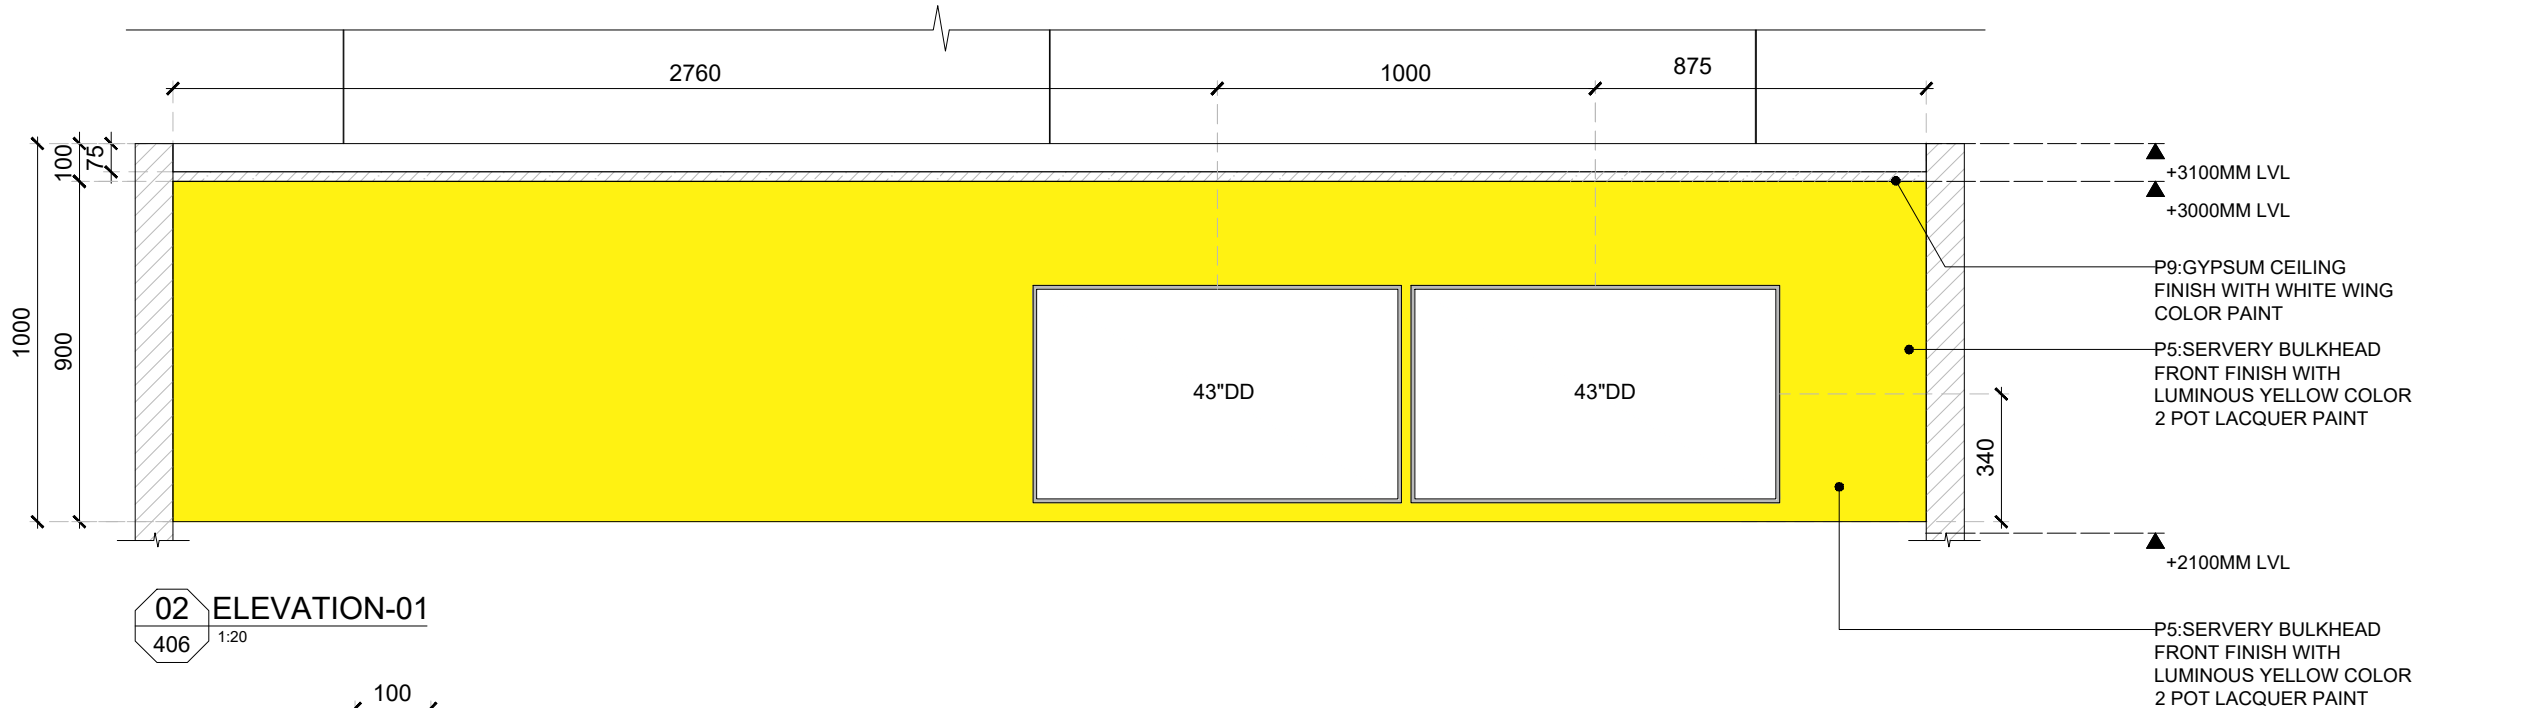 2760
1000
875
100
75
1000
900
+3100MM LVL
+3000MM LVL
P9:GYPSUM CEILING
FINISH WITH WHITE WING
COLOR PAINT
P5:SERVERY BULKHEAD
FRONT FINISH WITH
LUMINOUS YELLOW COLOR
2 POT LACQUER PAINT
43"DD
43"DD
340
+2100MM LVL
02
ELEVATION-01
406
1:20
P5:SERVERY BULKHEAD
FRONT FINISH WITH
LUMINOUS YELLOW COLOR
2 POT LACQUER PAINT
100